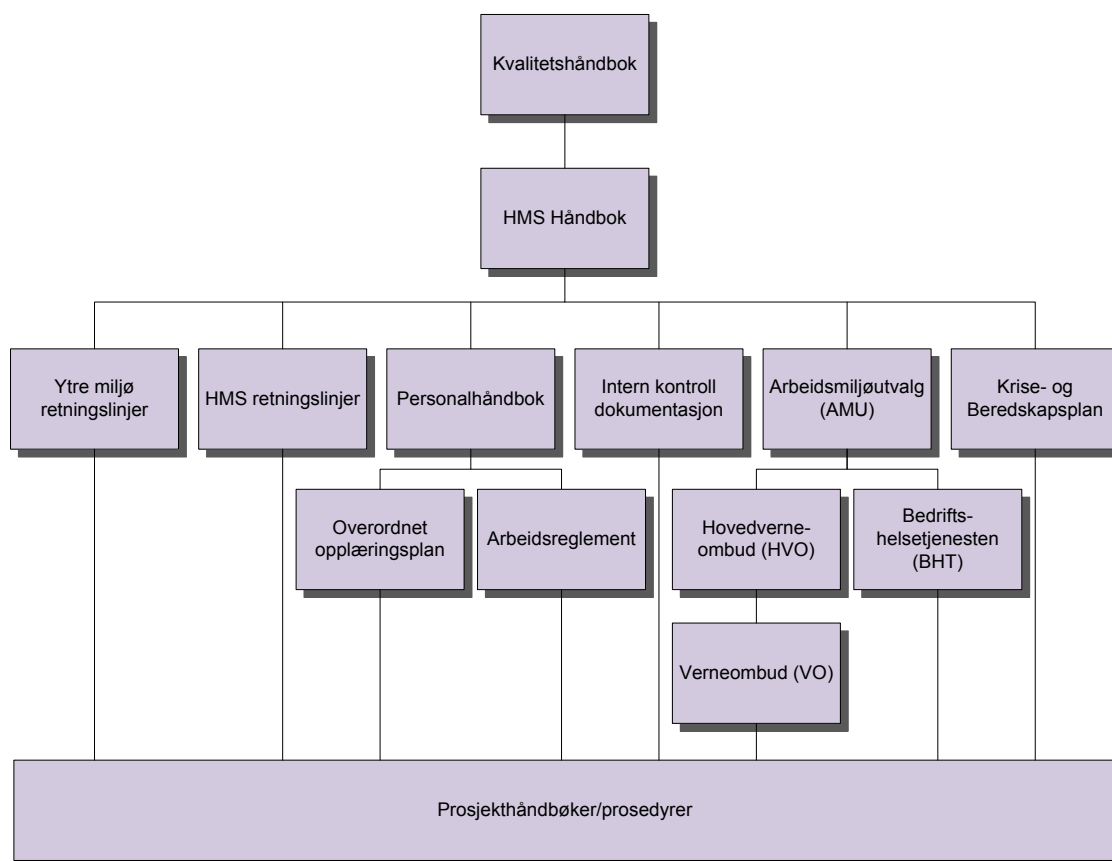 Kvalitetshåndbok
HMS Håndbok
Ytre miljø
retningslinjer
HMS retningslinjer
Personalhåndbok
Intern kontroll
dokumentasjon
Arbeidsmiljøutvalg
(AMU)
Krise- og
Beredskapsplan
Overordnet
opplæringsplan
Arbeidsreglement
Hovedverne-
ombud (HVO)
Bedrifts-
helsetjenesten
(BHT)
Verneombud (VO)
Prosjekthåndbøker/prosedyrer